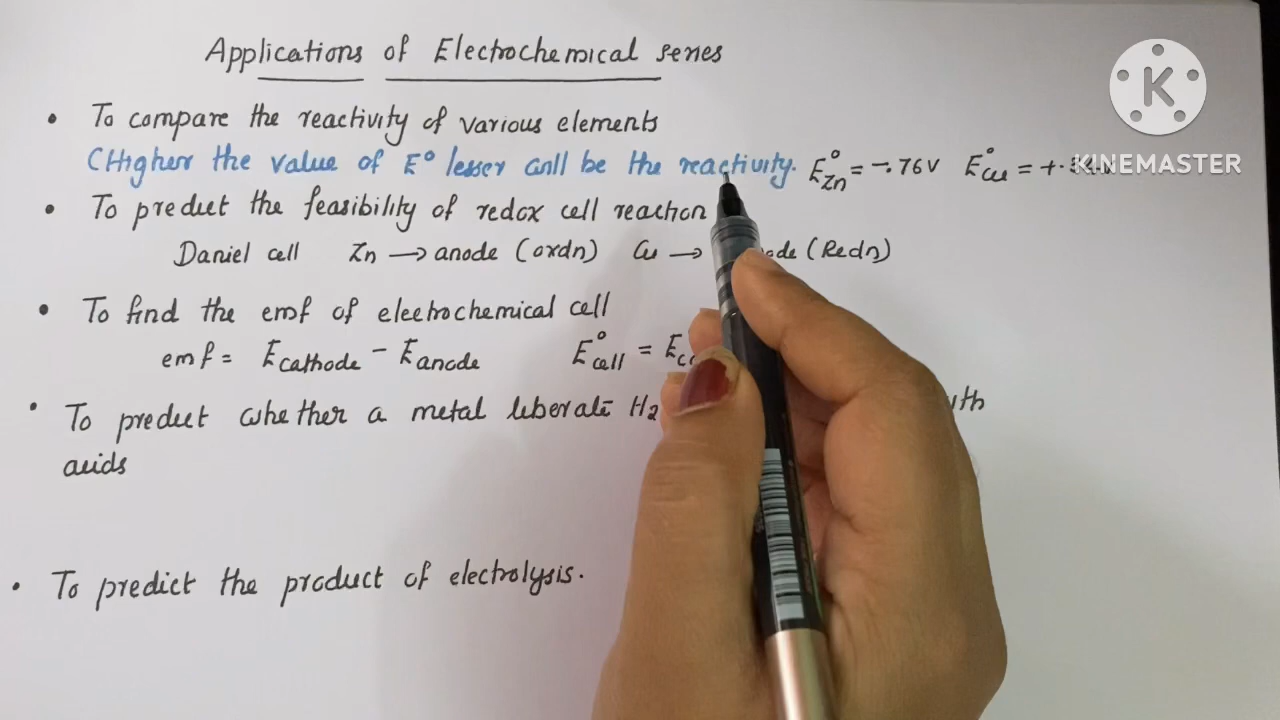 Applications of Electrochemical series
K
KINEMASTER
• To compare the reactivity of various elements
(Higher the value of E° lesser will be the reactivity. E°Zn = -.76V E°Cu = +.
• To predict the feasibility of redox cell reaction
Daniel cell Zn → anode (oxdn) Cu → (Redn)
• To find the emf of electrochemical cell
emf = Ecathode - Eanode E°cell =
• To predict whether a metal liberate H2
acids
• To predict the product of electrolysis.